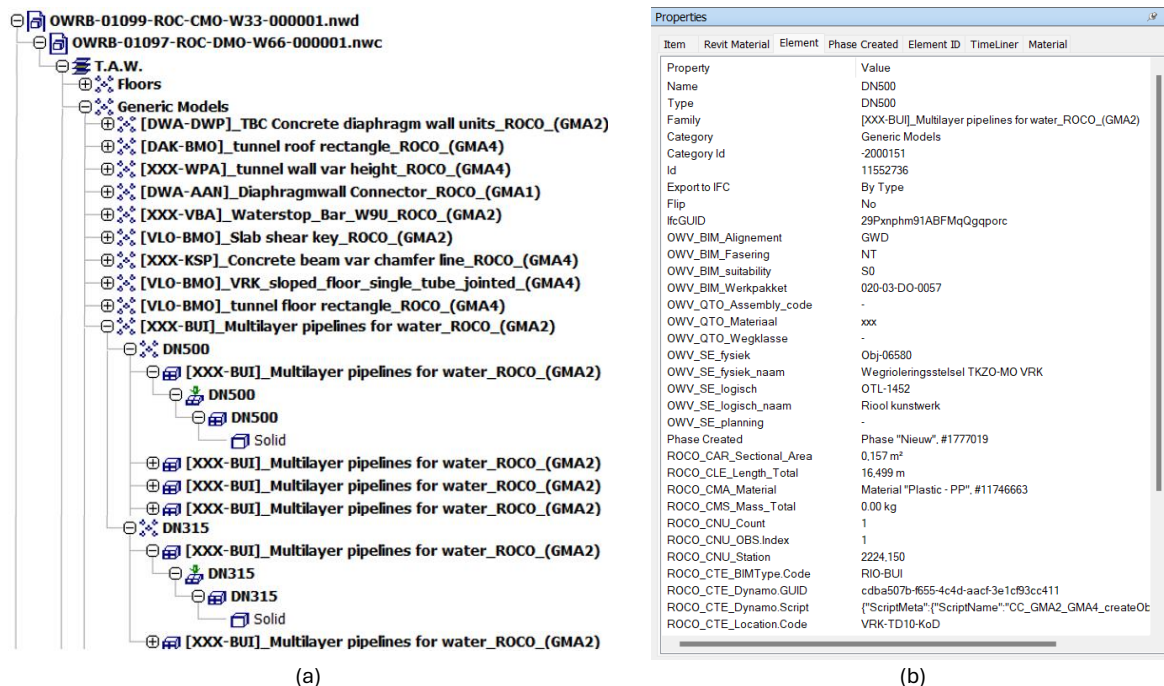 OWRB-01099-ROC-CMO-W33-000001.nwd
OWRB-01097-ROC-DMO-W66-000001.nwc
T.A.W.
Floors
Generic Models
[DWA-DWP]_TBC Concrete diaphragm wall units_ROCO_(GMA2)
[DAK-BMO]_tunnel roof rectangle_ROCO_(GMA4)
[XXX-WPA]_tunnel wall var height_ROCO_(GMA4)
[DWA-AAN]_Diaphragmwall Connector_ROCO_(GMA1)
[XXX-VBA]_Waterstop_Bar_W9U_ROCO_(GMA2)
[VLO-BMO]_Slab shear key_ROCO_(GMA2)
[XXX-KSP]_Concrete beam var chamfer line_ROCO_(GMA4)
[VLO-BMO]_VRK_sloped_floor_single_tube_jointed_(GMA4)
[VLO-BMO]_tunnel floor rectangle_ROCO_(GMA4)
[XXX-BUI]_Multilayer pipelines for water_ROCO_(GMA2)
DN500
[XXX-BUI]_Multilayer pipelines for water_ROCO_(GMA2)
DN500
DN500
Solid
[XXX-BUI]_Multilayer pipelines for water_ROCO_(GMA2)
[XXX-BUI]_Multilayer pipelines for water_ROCO_(GMA2)
[XXX-BUI]_Multilayer pipelines for water_ROCO_(GMA2)
DN315
[XXX-BUI]_Multilayer pipelines for water_ROCO_(GMA2)
DN315
DN315
Solid
[XXX-BUI]_Multilayer pipelines for water_ROCO_(GMA2)
(a)
Properties
Item Revit Material Element Phase Created Element ID TimeLiner Material
Property Value
Name DN500
Type DN500
Family [XXX-BUI]_Multilayer pipelines for water_ROCO_(GMA2)
Category Generic Models
Category Id -2000151
Id 11552736
Export to IFC By Type
Flip No
IfcGUID 29Pxnphm91ABFMqQgqporc
OWV_BIM_Alignement GWD
OWV_BIM_Fasering NT
OWV_BIM_suitability S0
OWV_BIM_Werkpakket 020-03-DO-0057
OWV_QTO_Assembly_code -
OWV_QTO_Materiaal xxx
OWV_QTO_Wegklasse -
OWV_SE_fysiek Obj-06580
OWV_SE_fysiek_naam Wegrioleringsstelsel TKZO-MO VRK
OWV_SE_logisch OTL-1452
OWV_SE_logisch_naam Riool kunstwerk
OWV_SE_planning -
Phase Created Phase "Nieuw", #1777019
ROCO_CAR_Sectional_Area 0,157 m²
ROCO_CLE_Length_Total 16,499 m
ROCO_CMA_Material Material "Plastic - PP", #11746663
ROCO_CMS_Mass_Total 0.00 kg
ROCO_CNU_Count 1
ROCO_CNU_OBS.Index 1
ROCO_CNU_Station 2224,150
ROCO_CTE_BIMType.Code RIO-BUI
ROCO_CTE_Dynamo.GUID cdba507b-f655-4c4d-aacf-3e1cf93cc411
ROCO_CTE_Dynamo.Script {"ScriptMeta":{"ScriptName":"CC_GMA2_GMA4_createOb
ROCO_CTE_Location.Code VRK-TD10-KoD
(b)